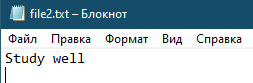 file2.txt – Блокнот
Файл Правка Формат Вид Справка
Study well